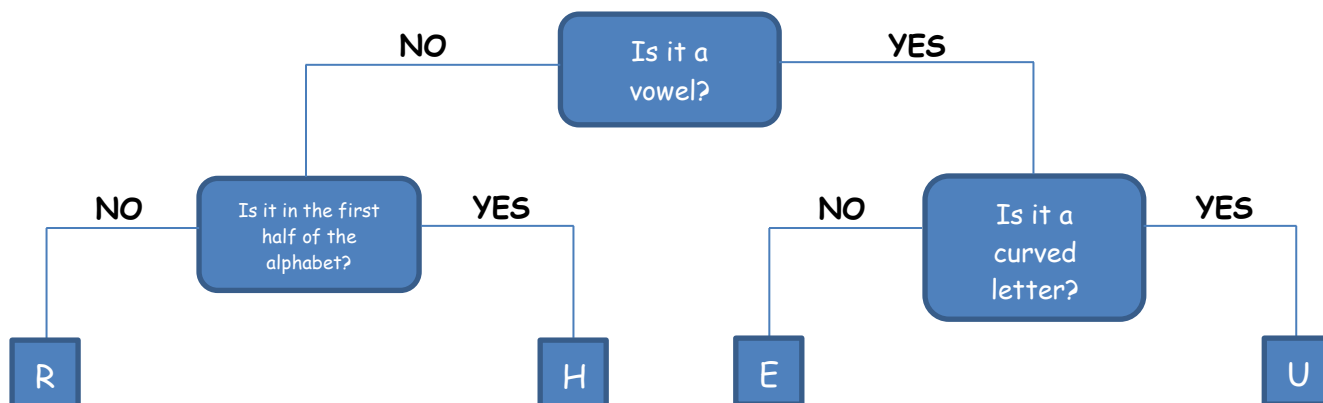 NO
Is it a
vowel?
YES
NO
Is it in the first
half of the
alphabet?
YES
NO
Is it a
curved
letter?
YES
R
H
E
U